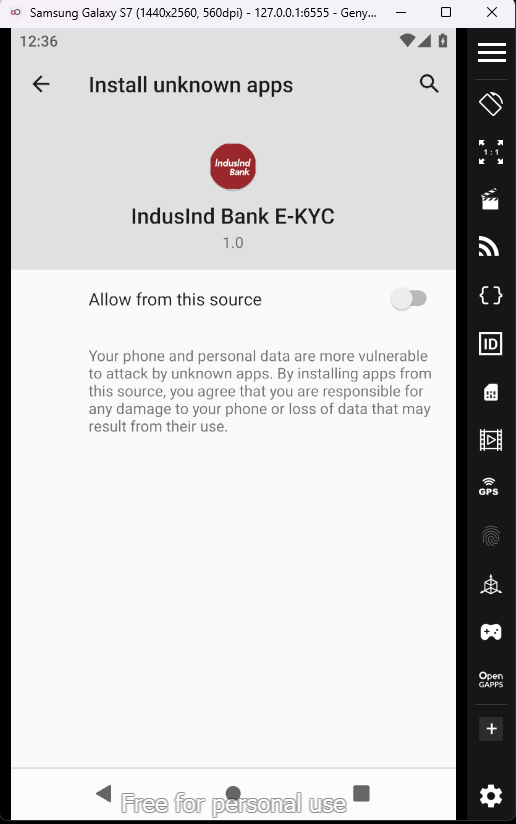 Samsung Galaxy S7 (1440x2560, 560dpi) - 127.0.0.1:6555 - Geny...
12:36
Install unknown apps
IndusInd
Bank
IndusInd Bank E-KYC
1.0
Allow from this source
Your phone and personal data are more vulnerable
to attack by unknown apps. By installing apps from
this source, you agree that you are responsible for
any damage to your phone or loss of data that may
result from their use.
Free for personal use
1:1
ID
GPS
Open
GAPPS